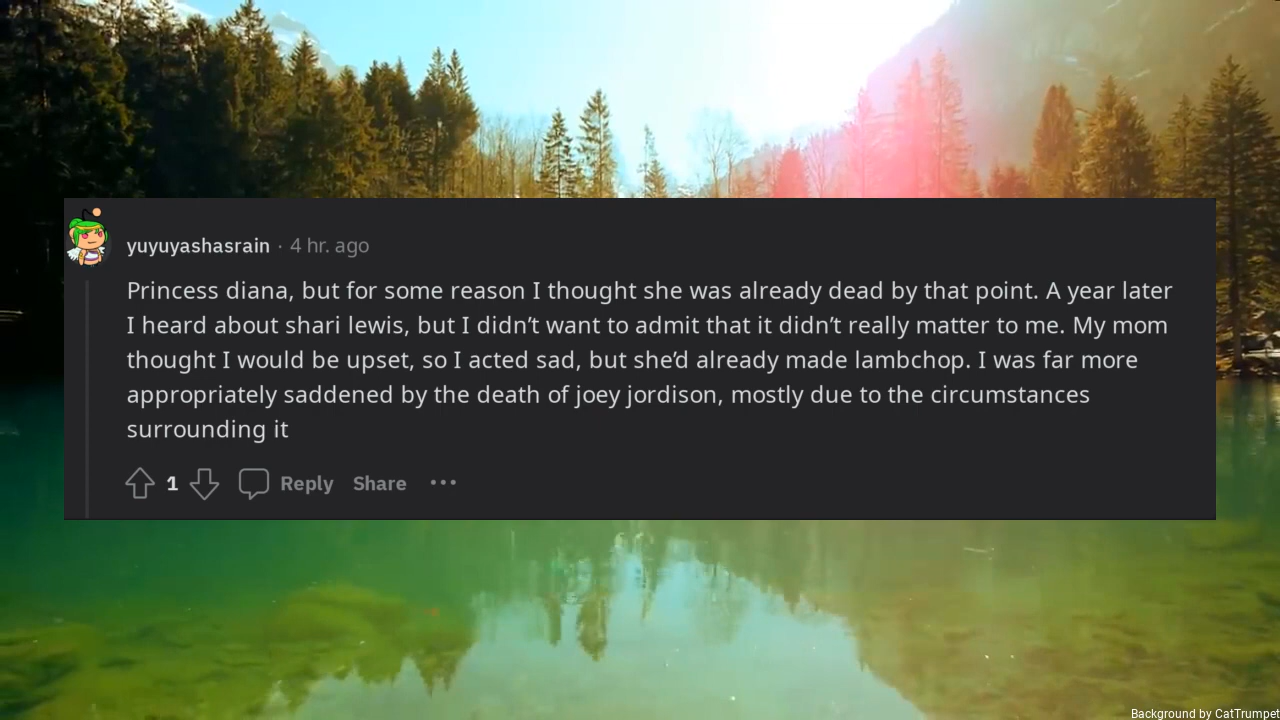 yuyuyashasrain · 4 hr. ago
Princess diana, but for some reason I thought she was already dead by that point. A year later
I heard about shari lewis, but I didn’t want to admit that it didn’t really matter to me. My mom
thought I would be upset, so I acted sad, but she’d already made lambchop. I was far more
appropriately saddened by the death of joey jordison, mostly due to the circumstances
surrounding it
1 Reply Share
Background by CatTrumpet